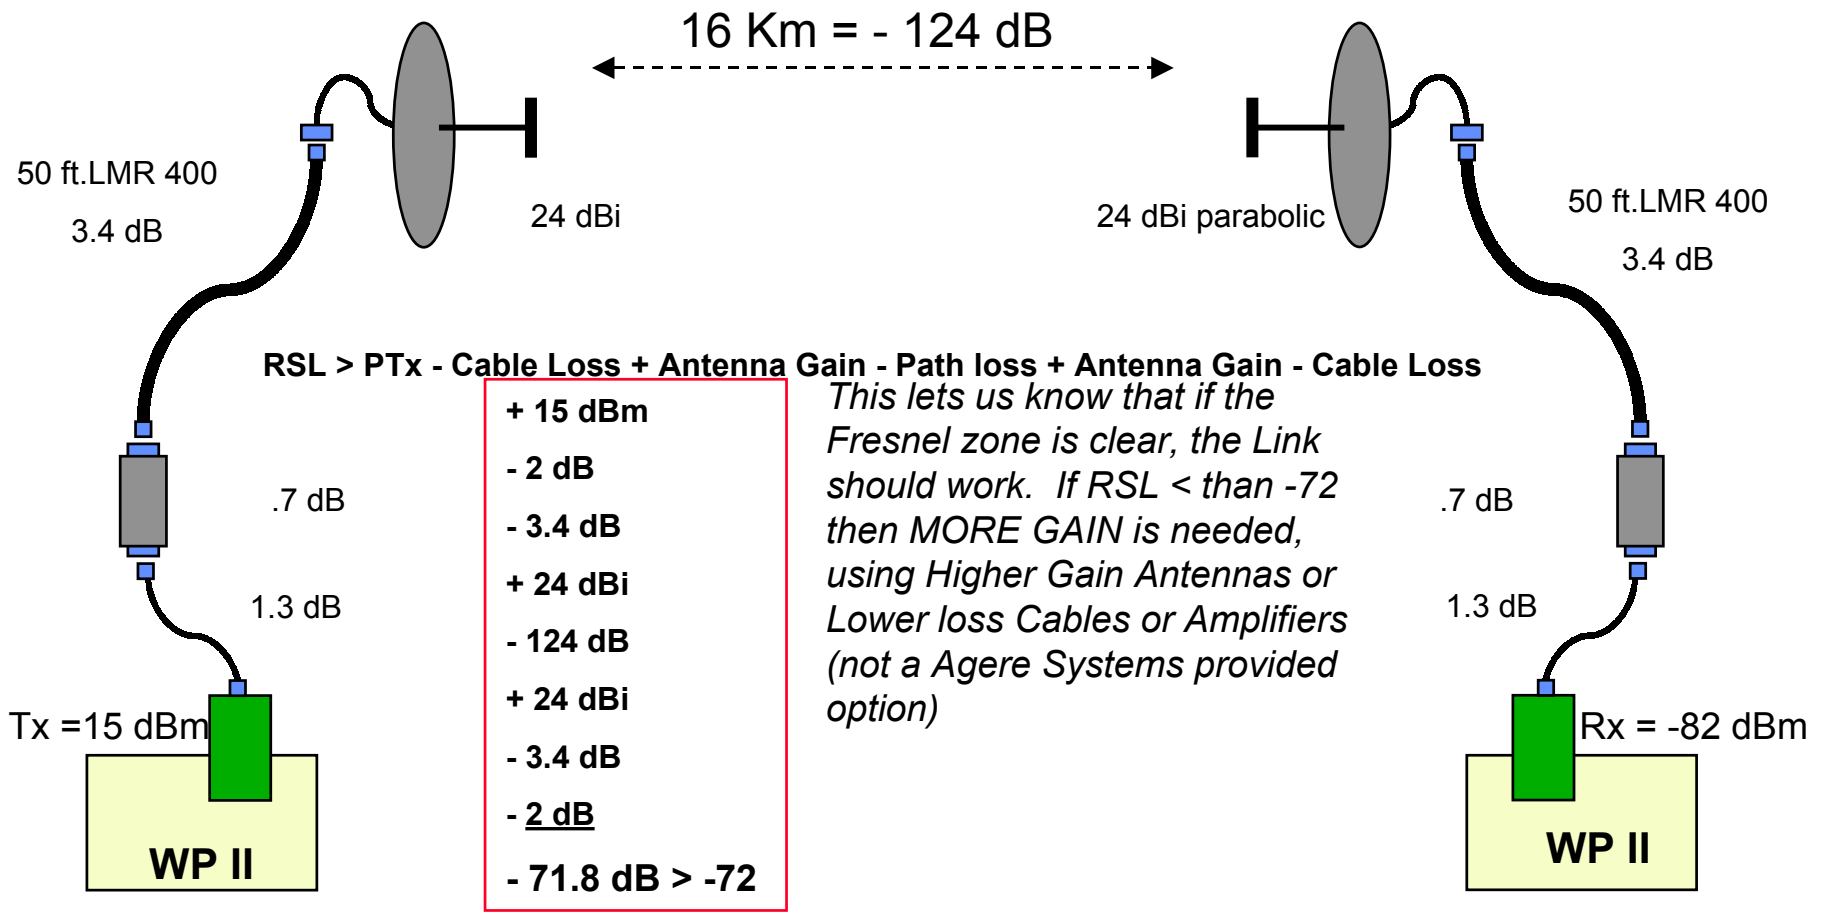 16 Km = - 124 dB
50 ft.LMR 400
3.4 dB
24 dBi
24 dBi parabolic
50 ft.LMR 400
3.4 dB
RSL > PTx - Cable Loss + Antenna Gain - Path loss + Antenna Gain - Cable Loss
+ 15 dBm
- 2 dB
- 3.4 dB
+ 24 dBi
- 124 dB
+ 24 dBi
- 3.4 dB
- 2 dB
- 71.8 dB > -72
This lets us know that if the
Fresnel zone is clear, the Link
should work.  If RSL < than -72
then MORE GAIN is needed,
using Higher Gain Antennas or
Lower loss Cables or Amplifiers
(not a Agere Systems provided
option)
.7 dB
1.3 dB
Tx =15 dBm
WP II
.7 dB
1.3 dB
Rx = -82 dBm
WP II